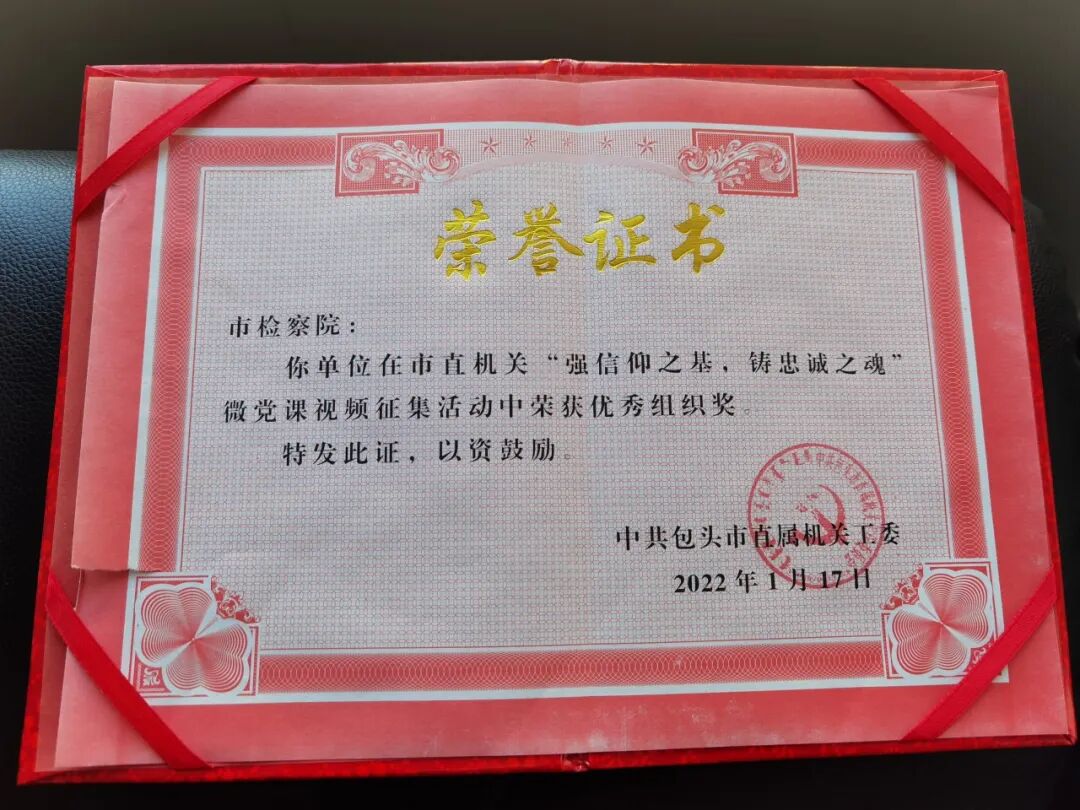 荣誉证书
市检察院：
你单位在市直机关“强信仰之基，铸忠诚之魂”
微党课视频征集活动中荣获优秀组织奖。
特发此证，以资鼓励。
中共包头市直属机关工委
2022年1月17日